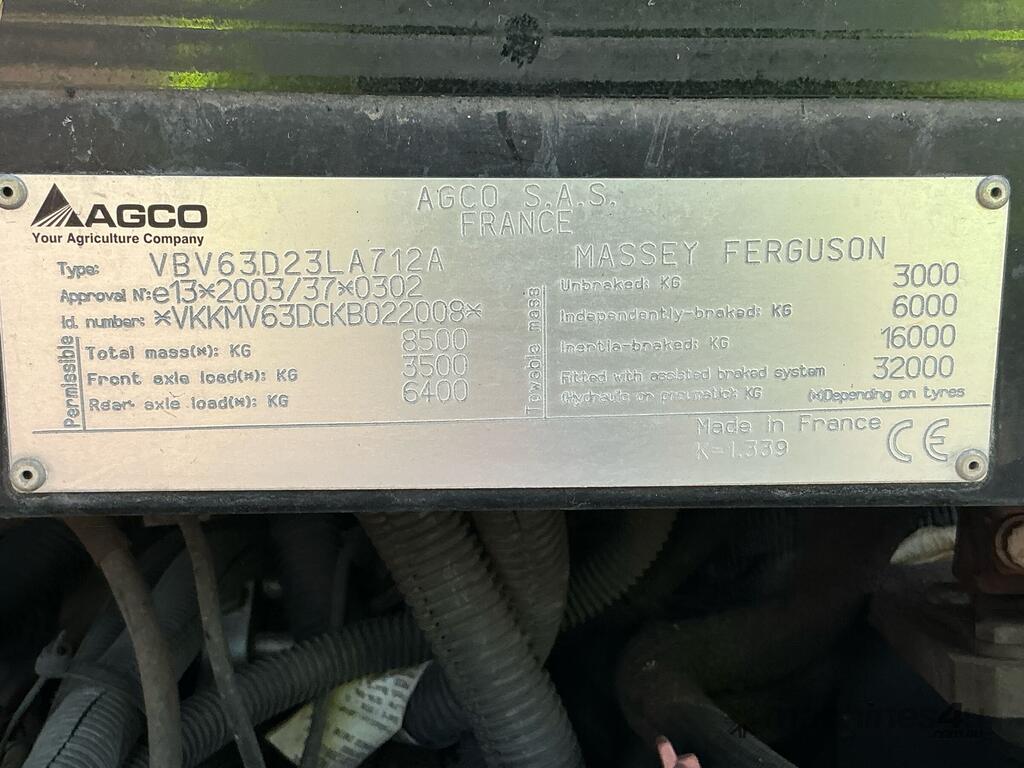 AGCO
Your Agriculture Company
AGCO S.A.S.
FRANCE
Type: VBV63D23LA712A
Approval N°: e13*2003/37*0302
Id. number: *VKKMV63DCKB022008*
Permissible
Total mass(*): KG 8500
Front axle load(*): KG 3500
Rear axle load(*): KG 6400
MASSEY FERGUSON
Towable mass
Unbraked: KG 3000
Independently-braked: KG 6000
Inertia-braked: KG 16000
Fitted with assisted braked system 32000
(Hydraulic or pneumatic): KG
(*)Depending on tyres
Made in France
K-1.339
CE